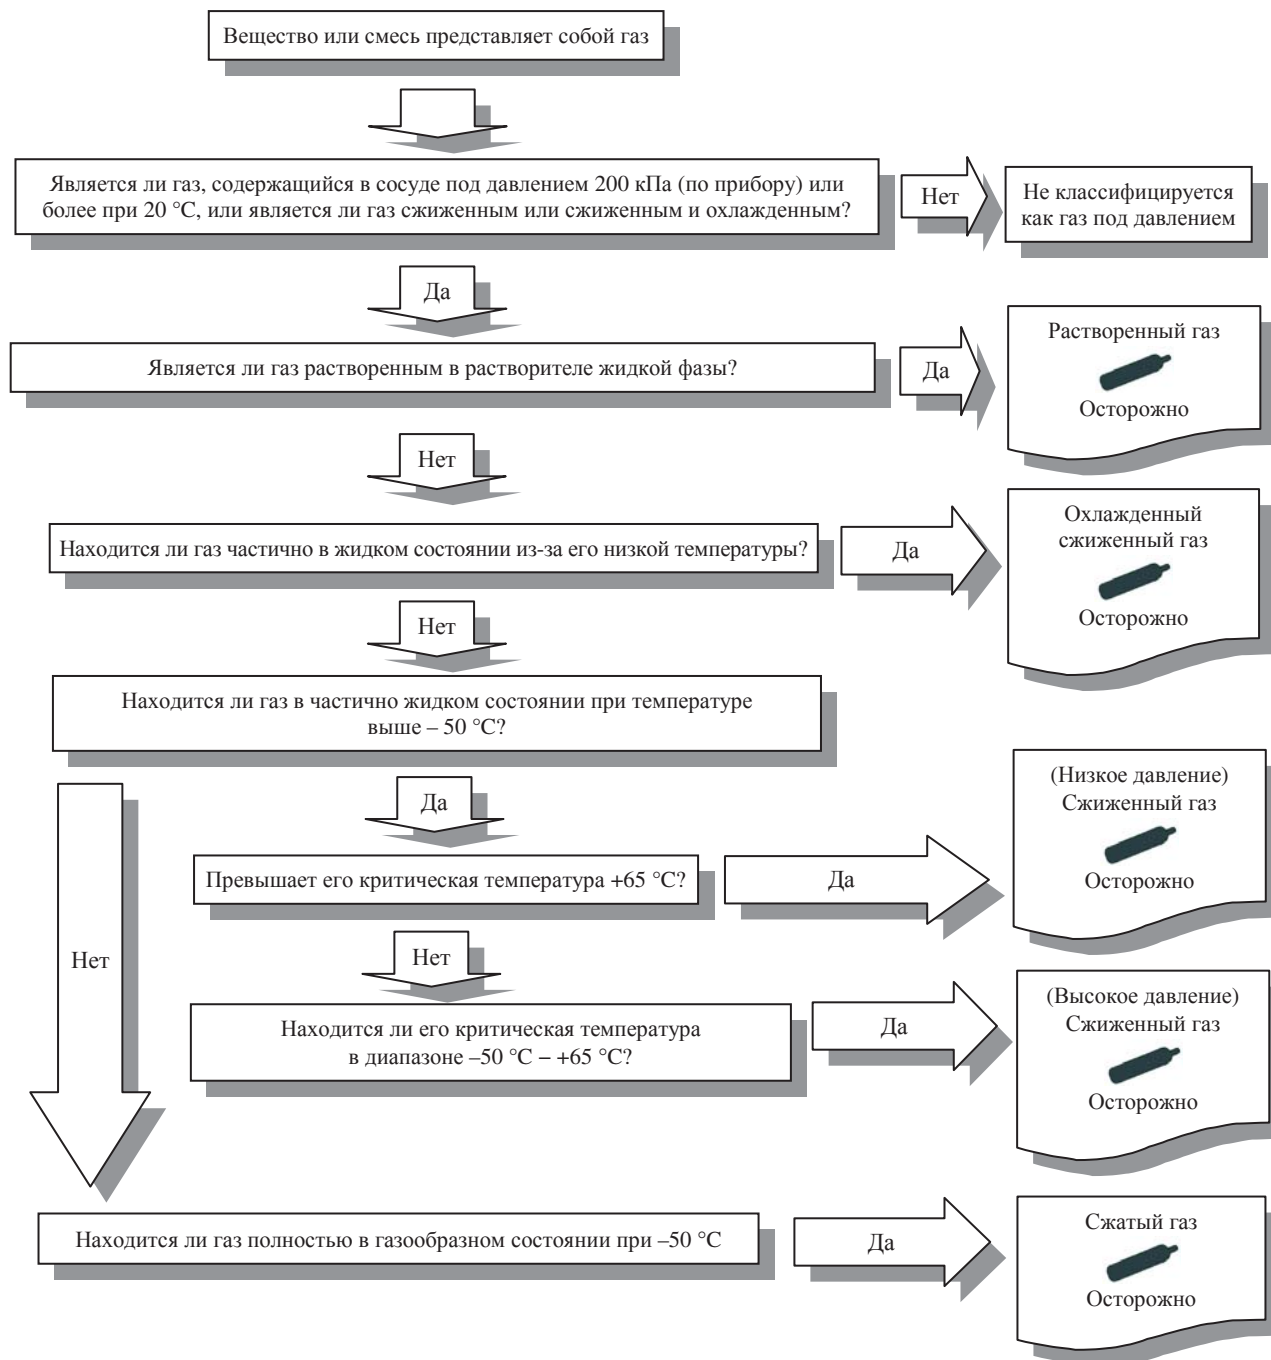 Вещество или смесь представляет собой газ
Является ли газ, содержащийся в сосуде под давлением 200 кПа (по прибору) или
более при 20 °C, или является ли газ сжиженным или сжиженным и охлажденным?
Нет
Не классифицируется
как газ под давлением
Да
Является ли газ растворенным в растворителе жидкой фазы?
Да
Растворенный газ
Осторожно
Нет
Находится ли газ частично в жидком состоянии из-за его низкой температуры?
Да
Охлажденный
сжиженный газ
Осторожно
Нет
Находится ли газ в частично жидком состоянии при температуре
выше – 50 °C?
Да
(Низкое давление)
Сжиженный газ
Осторожно
Превышает его критическая температура +65 °C?
Да
Нет
Нет
(Высокое давление)
Сжиженный газ
Осторожно
Находится ли его критическая температура
в диапазоне –50 °C – +65 °C?
Да
Находится ли газ полностью в газообразном состоянии при –50 °C
Да
Сжатый газ
Осторожно